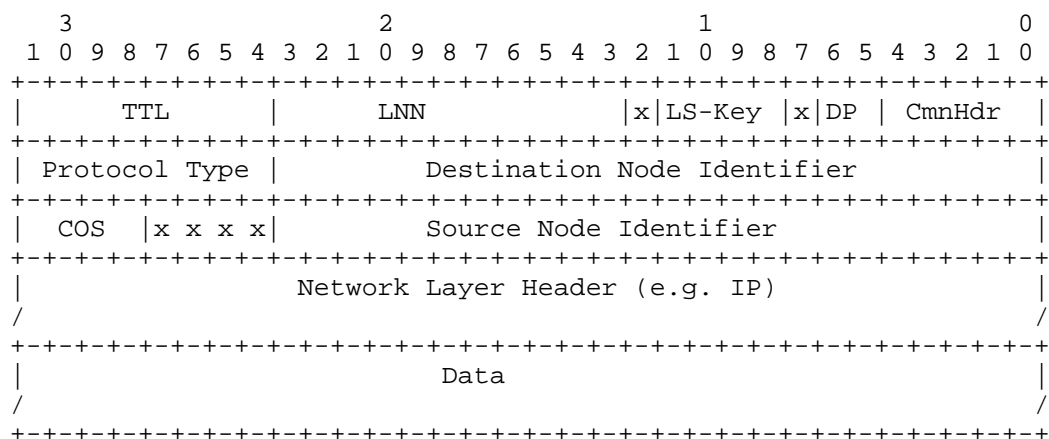 3                   2                   1                   0
 1 0 9 8 7 6 5 4 3 2 1 0 9 8 7 6 5 4 3 2 1 0 9 8 7 6 5 4 3 2 1 0
+-+-+-+-+-+-+-+-+-+-+-+-+-+-+-+-+-+-+-+-+-+-+-+-+-+-+-+-+-+-+-+-+
|      TTL      |      LNN            |x|LS-Key |x|DP | CmnHdr  |
+-+-+-+-+-+-+-+-+-+-+-+-+-+-+-+-+-+-+-+-+-+-+-+-+-+-+-+-+-+-+-+-+
| Protocol Type |         Destination Node Identifier           |
+-+-+-+-+-+-+-+-+-+-+-+-+-+-+-+-+-+-+-+-+-+-+-+-+-+-+-+-+-+-+-+-+
|  COS  |x x x x|         Source Node Identifier                |
+-+-+-+-+-+-+-+-+-+-+-+-+-+-+-+-+-+-+-+-+-+-+-+-+-+-+-+-+-+-+-+-+
|                 Network Layer Header (e.g. IP)                |
/                                                               /
+-+-+-+-+-+-+-+-+-+-+-+-+-+-+-+-+-+-+-+-+-+-+-+-+-+-+-+-+-+-+-+-+
|                          Data                                 |
/                                                               /
+-+-+-+-+-+-+-+-+-+-+-+-+-+-+-+-+-+-+-+-+-+-+-+-+-+-+-+-+-+-+-+-+